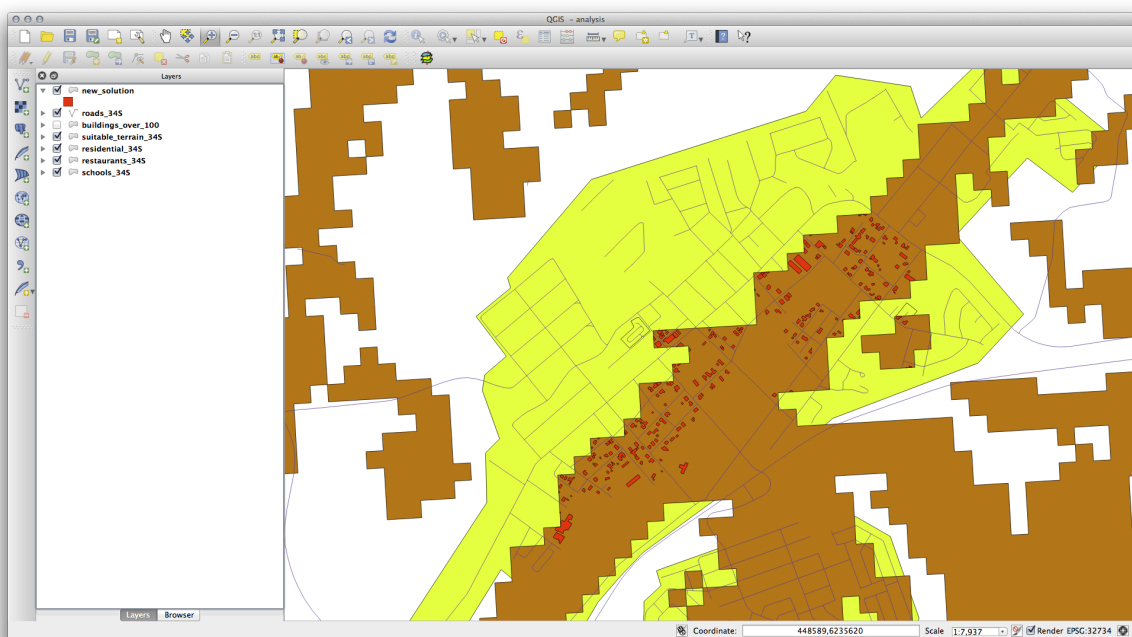 QGIS - analysis
Layers
new_solution
roads_34S
buildings_over_100
suitable_terrain_34S
residential_34S
restaurants_34S
schools_34S
Layers
Browser
Coordinate:
448589,6235620
Scale
1:7,937
Render
EPSG:32734